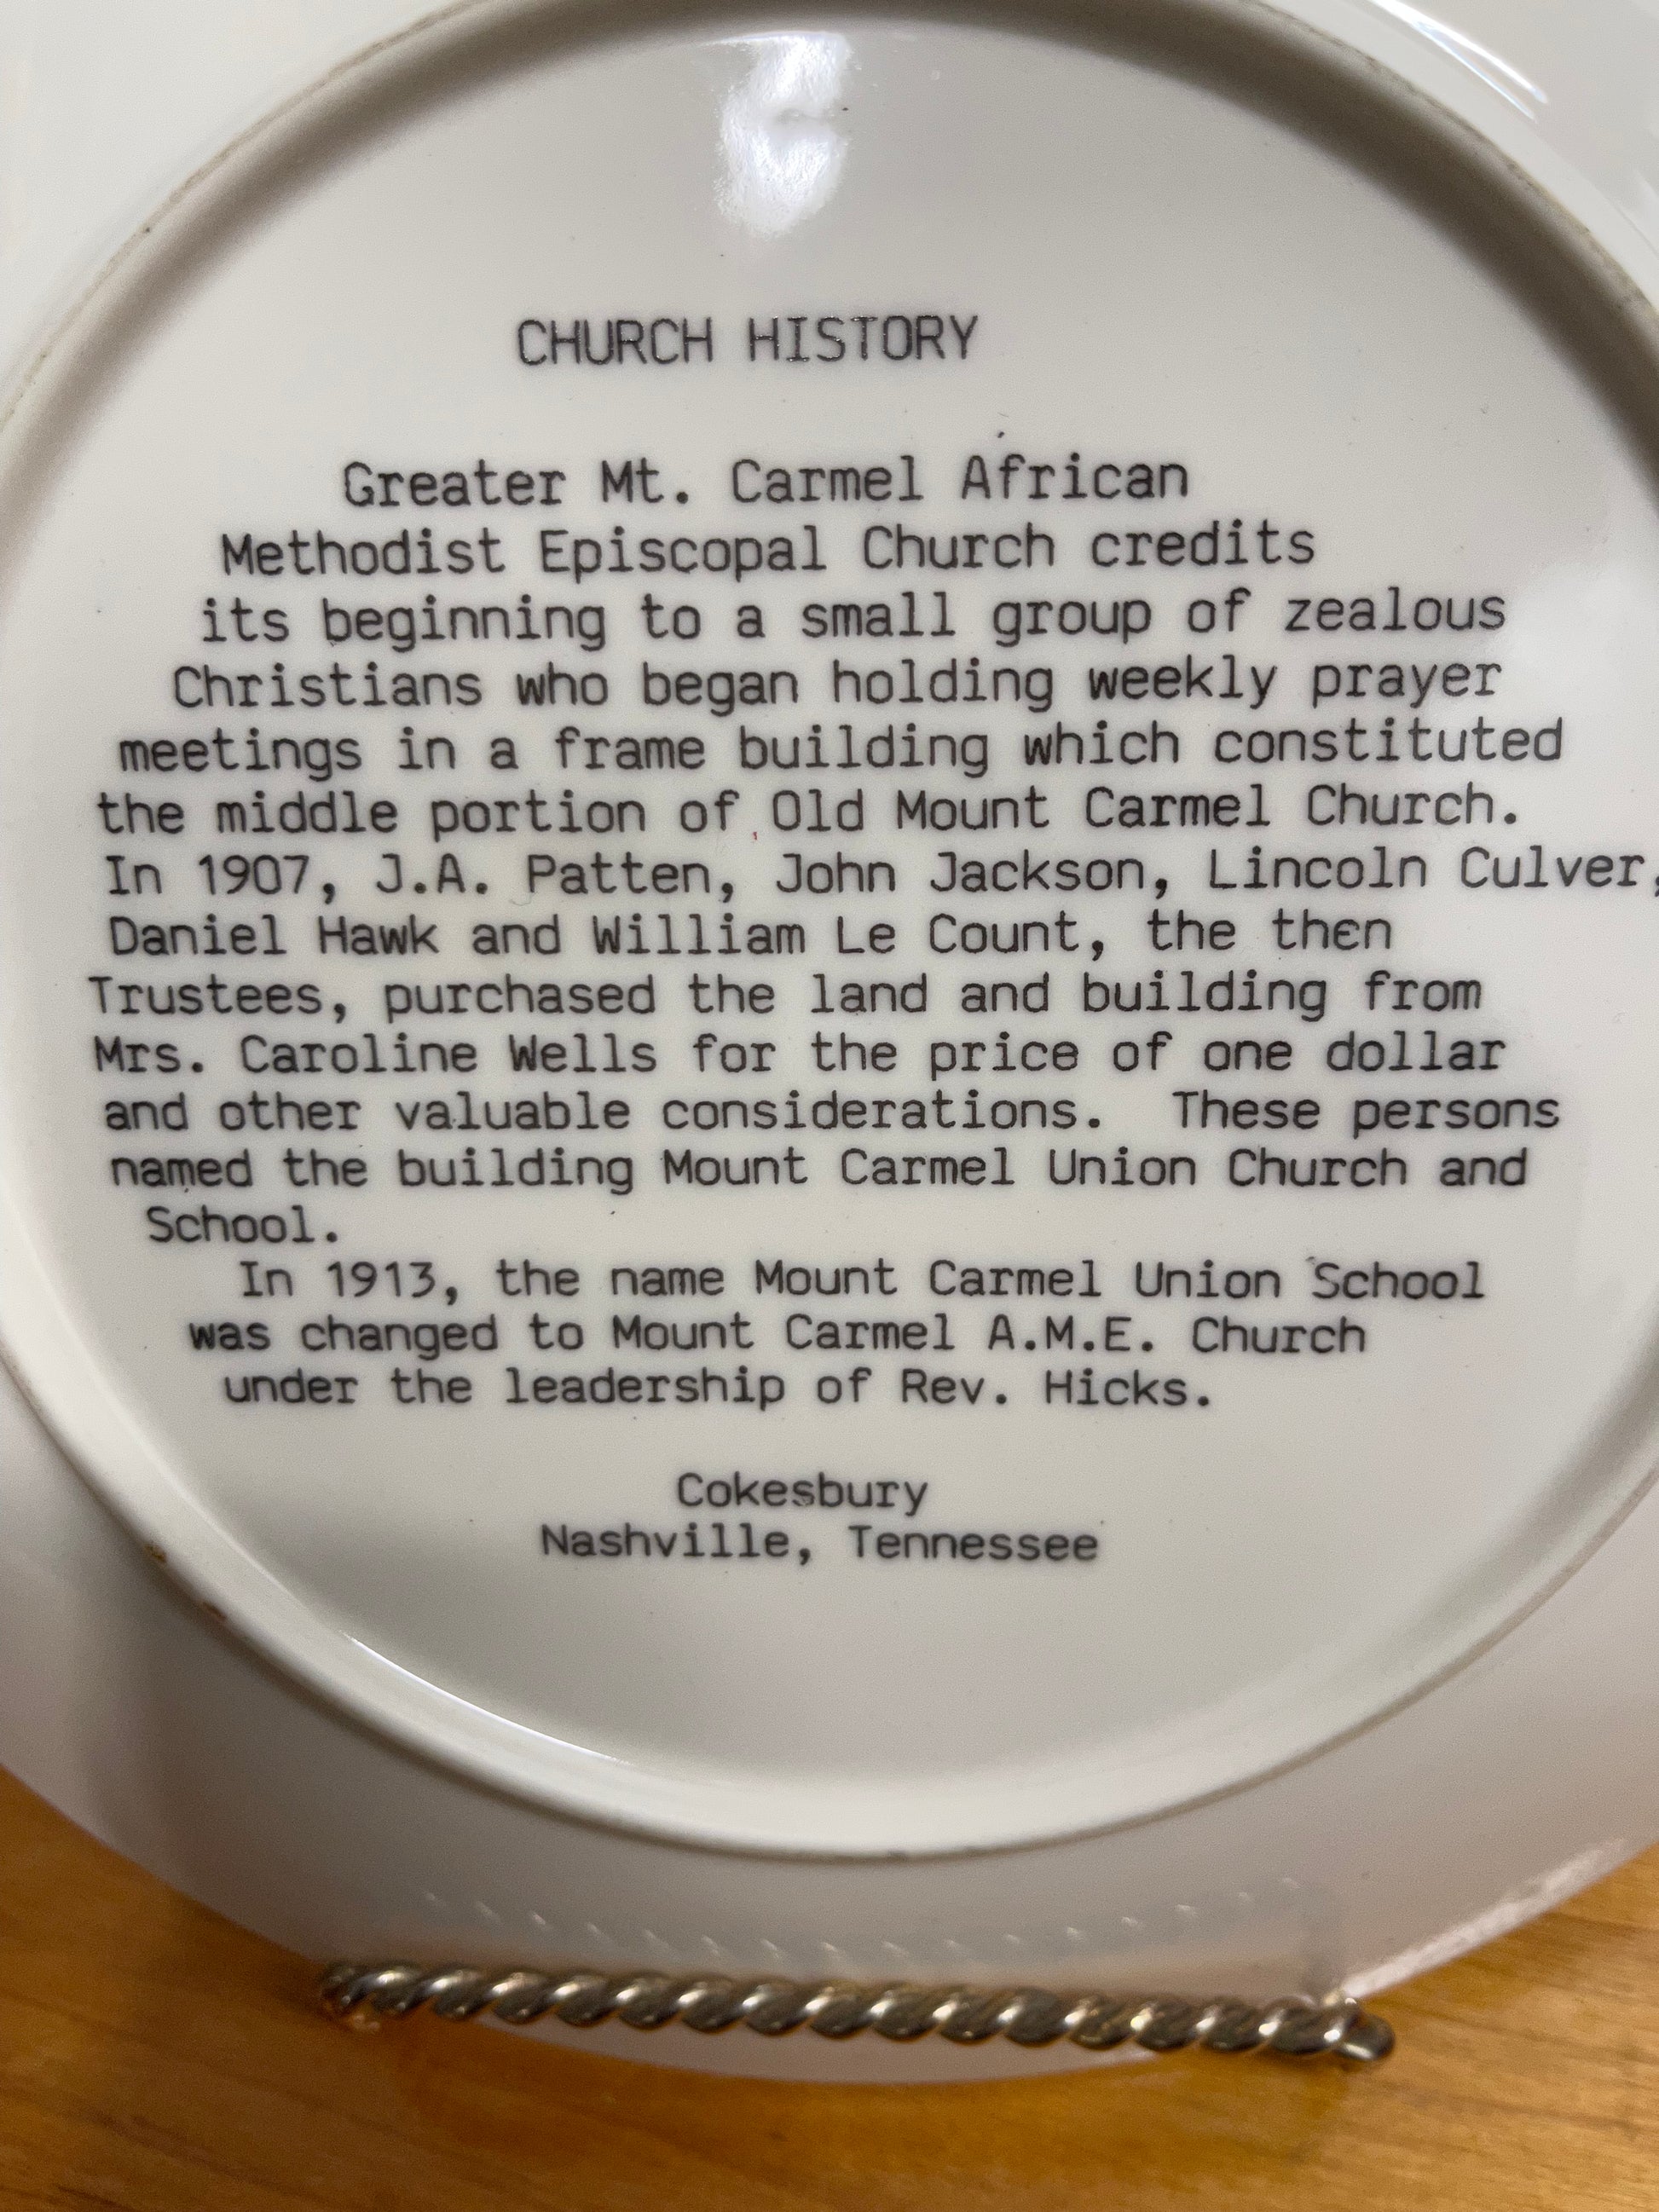 CHURCH HISTORY
Greater Mt. Carmel African
Methodist Episcopal Church credits
its beginning to a small group of zealous
Christians who began holding weekly prayer
meetings in a frame building which constituted
the middle portion of Old Mount Carmel Church.
In 1907, J.A. Patten, John Jackson, Lincoln Culver,
Daniel Hawk and William Le Count, the then
Trustees, purchased the land and building from
Mrs. Caroline Wells for the price of one dollar
and other valuable considerations.  These persons
named the building Mount Carmel Union Church and
School.
In 1913, the name Mount Carmel Union School
was changed to Mount Carmel A.M.E. Church
under the leadership of Rev. Hicks.
Cokesbury
Nashville, Tennessee